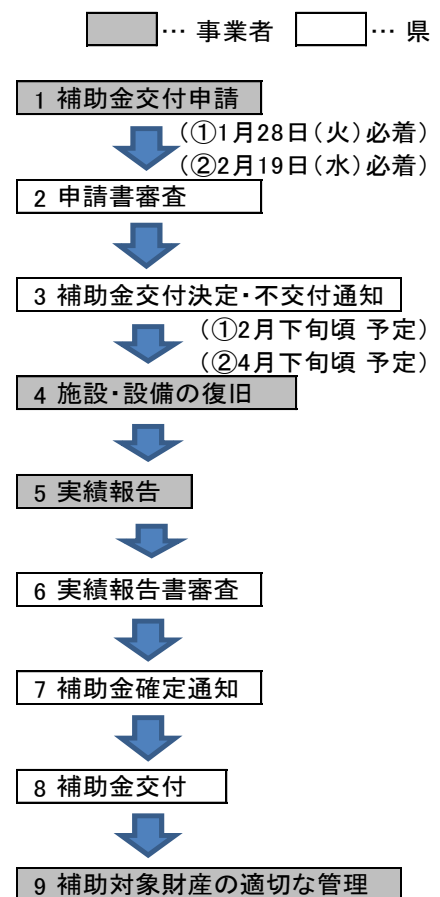 … 事業者 … 県
1 補助金交付申請
(①1月28日(火)必着)
(②2月19日(水)必着)
2 申請書審査
3 補助金交付決定・不交付通知
(①2月下旬頃 予定)
(②4月下旬頃 予定)
4 施設・設備の復旧
5 実績報告
6 実績報告書審査
7 補助金確定通知
8 補助金交付
9 補助対象財産の適切な管理